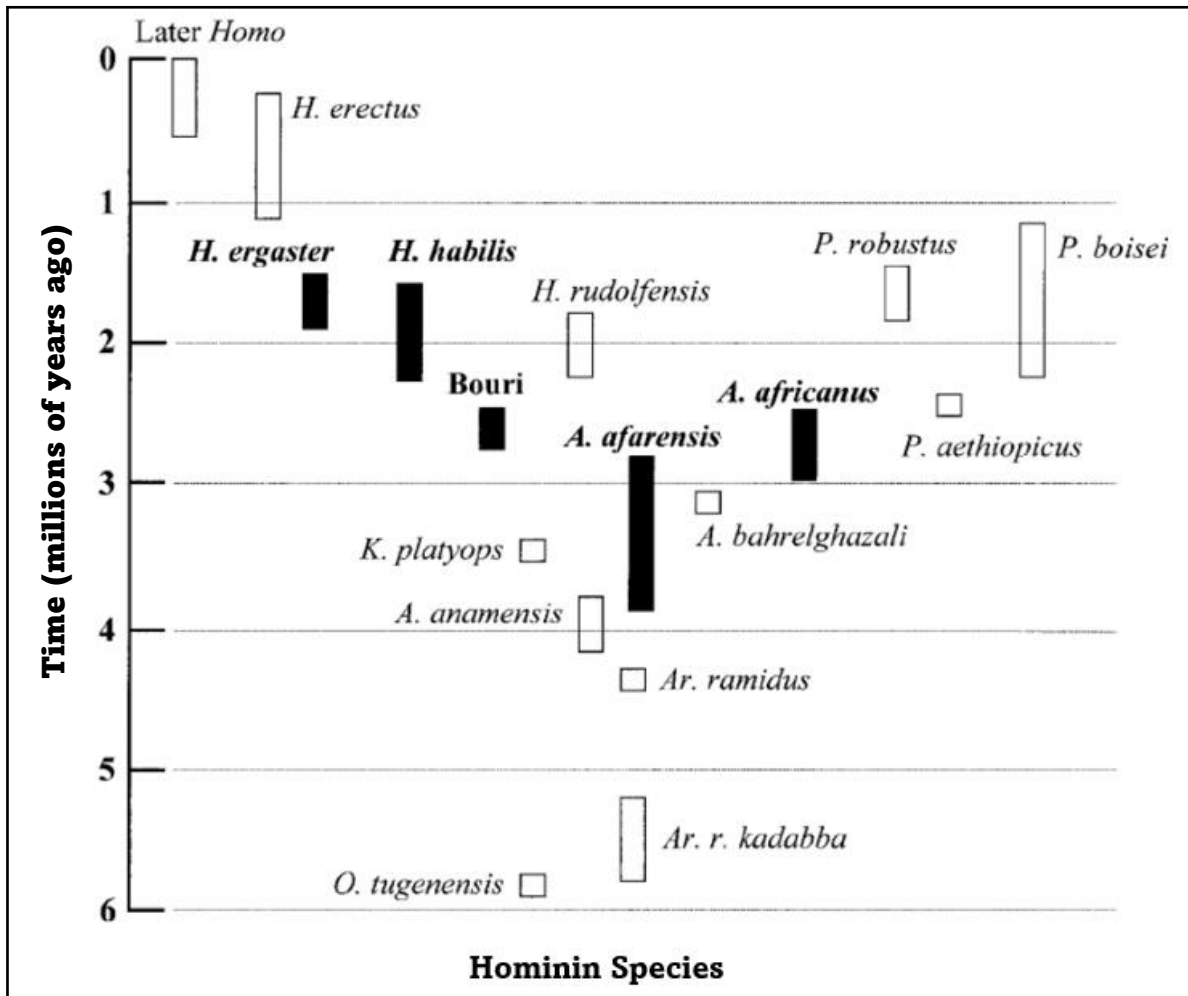 Later Homo
0
H. erectus
1
H. ergaster
H. habilis
P. robustus
P. boisei
H. rudolfensis
2
Bouri
A. africanus
A. afarensis
P. aethiopicus
3
A. bahrelghazali
K. platyops
A. anamensis
4
Ar. ramidus
5
Ar. r. kadabba
O. tugenensis
6
Time (millions of years ago)
Hominin Species